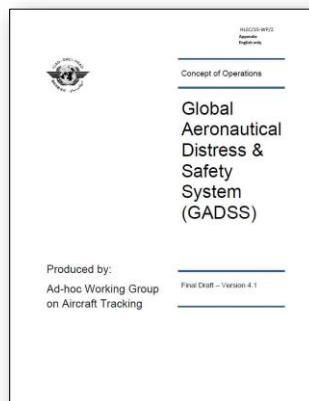 HLSC/15-WP/2
Appendix
English only
Concept of Operations
Global
Aeronautical
Distress &
Safety
System
(GADSS)
Produced by:
Ad-hoc Working Group
on Aircraft Tracking
Final Draft – Version 4.1